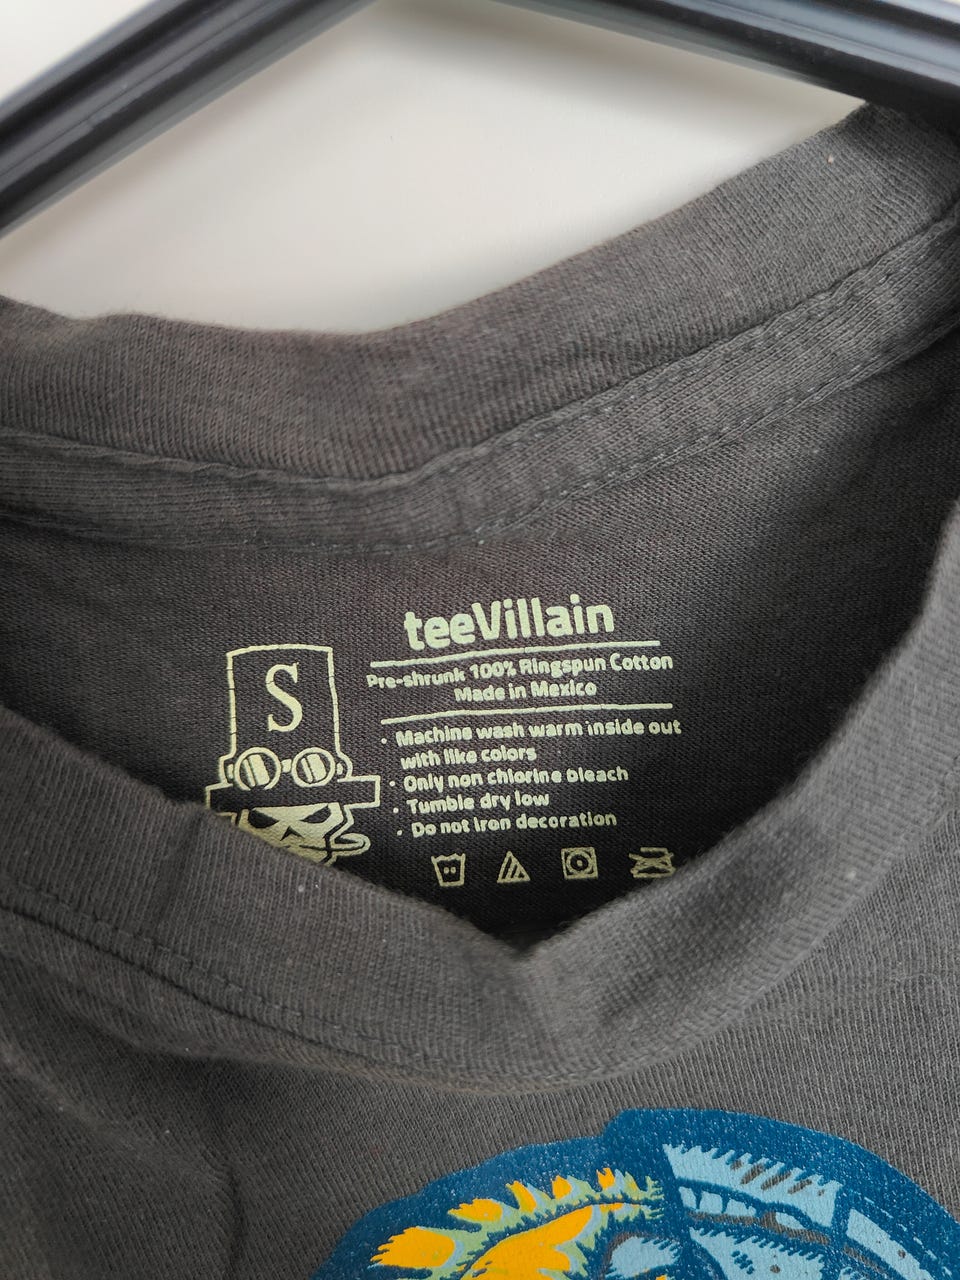 teeVillain
S
Pre-shrunk 100% Ringspun Cotton
Made in Mexico
• Machine wash warm inside out
with like colors
• Only non chlorine bleach
• Tumble dry low
• Do not iron decoration